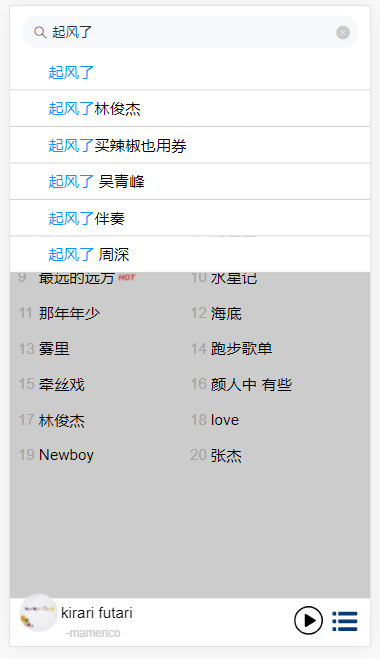 起风了
起风了
起风了林俊杰
起风了买辣椒也用券
起风了 吴青峰
起风了伴奏
起风了 周深
9 最远的远方 HOT 10 水星记
11 那年年少 12 海底
13 雾里 14 跑步歌单
15 牵丝戏 16 颜人中 有些
17 林俊杰 18 love
19 Newboy 20 张杰
kirari futari
-mamerico